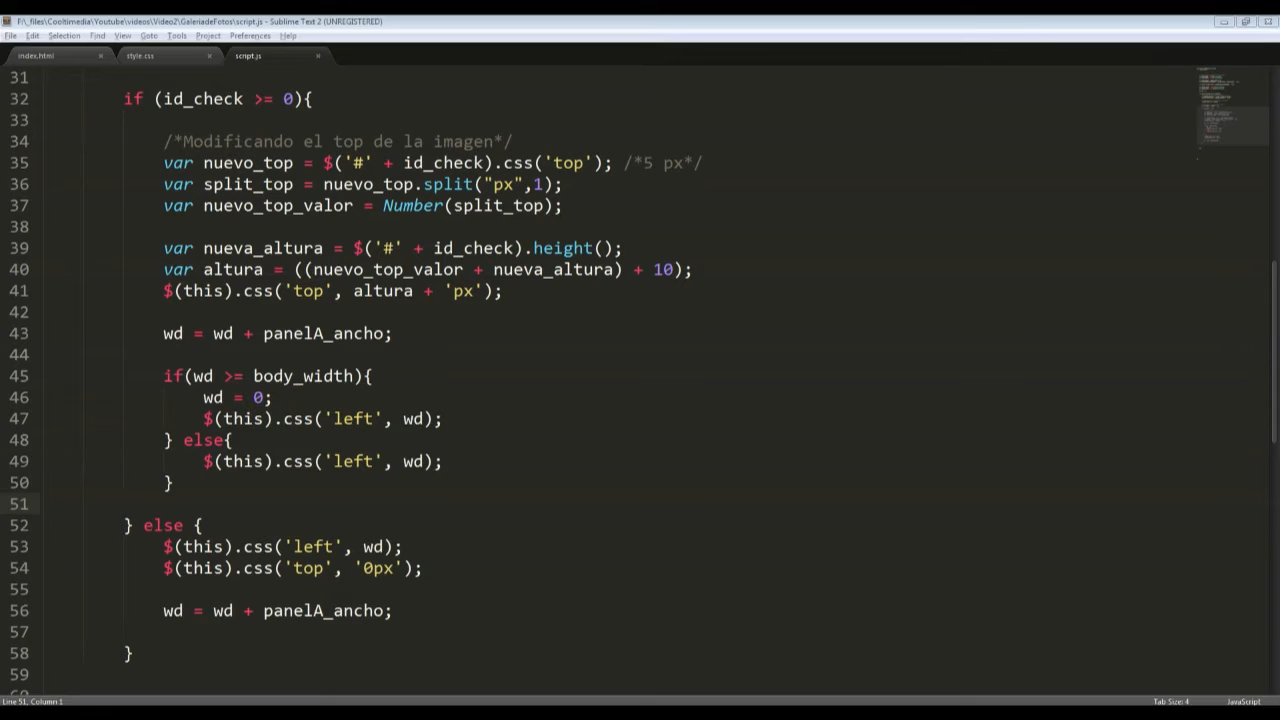 F:\_files\Cooltimedia\Youtube\videos\Video2\GaleriadeFotos\script.js - Sublime Text 2 (UNREGISTERED)
File Edit Selection Find View Goto Tools Project Preferences Help
index.html × style.css × script.js ×
31
32 if (id_check >= 0){
33
34 /*Modificando el top de la imagen*/
35 var nuevo_top = $('#' + id_check).css('top'); /*5 px*/
36 var split_top = nuevo_top.split("px",1);
37 var nuevo_top_valor = Number(split_top);
38
39 var nueva_altura = $('#' + id_check).height();
40 var altura = ((nuevo_top_valor + nueva_altura) + 10);
41 $(this).css('top', altura + 'px');
42
43 wd = wd + panelA_ancho;
44
45 if(wd >= body_width){
46 wd = 0;
47 $(this).css('left', wd);
48 } else{
49 $(this).css('left', wd);
50 }
51
52 } else {
53 $(this).css('left', wd);
54 $(this).css('top', '0px');
55
56 wd = wd + panelA_ancho;
57
58 }
59
60
Line 51, Column 1 Tab Size: 4 JavaScript